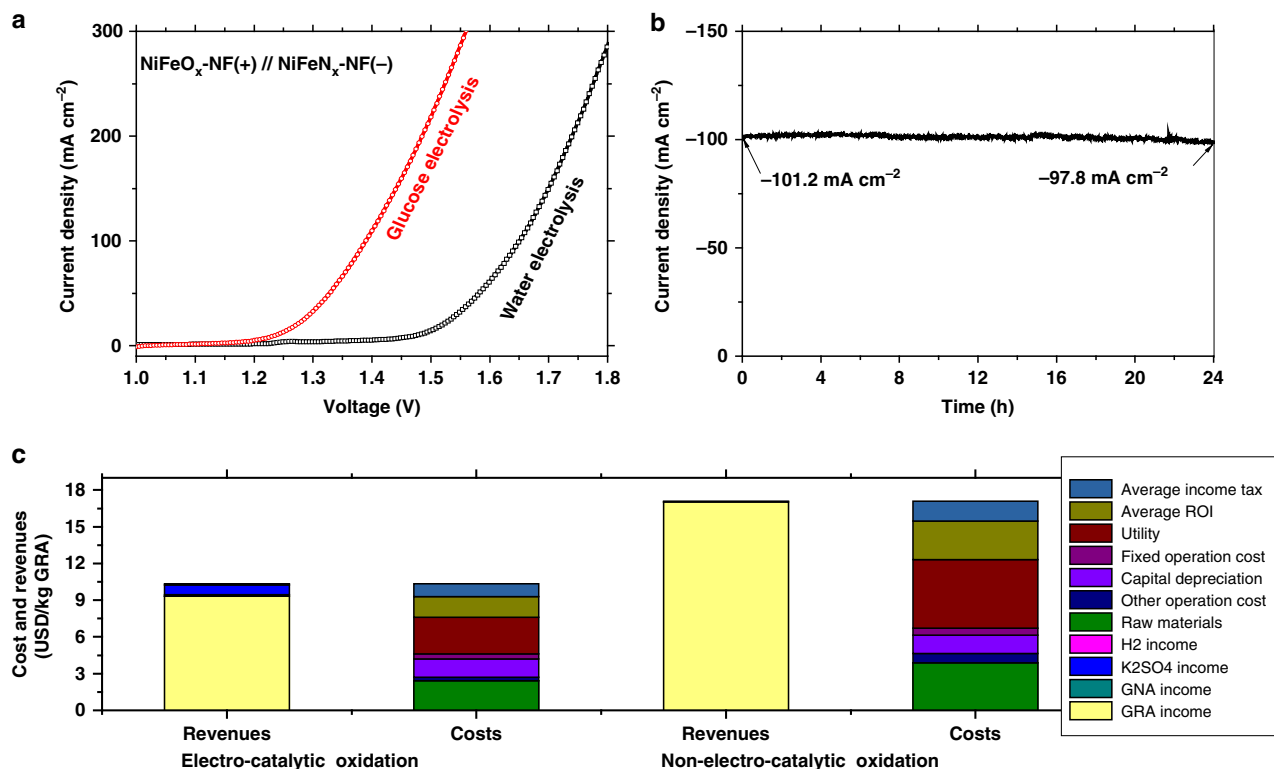 a
300
200
100
0
Current density (mA cm⁻²)
NiFeOₓ-NF(+) // NiFeNₓ-NF(−)
Glucose electrolysis
Water electrolysis
1.0 1.1 1.2 1.3 1.4 1.5 1.6 1.7 1.8
Voltage (V)
b
−150
−100
−50
0
Current density (mA cm⁻²)
−101.2 mA cm⁻²
−97.8 mA cm⁻²
0 4 8 12 16 20 24
Time (h)
c
18
15
12
9
6
3
0
Cost and revenues
(USD/kg GRA)
Revenues Costs Revenues Costs
Electro-catalytic oxidation Non-electro-catalytic oxidation
Average income tax
Average ROI
Utility
Fixed operation cost
Capital depreciation
Other operation cost
Raw materials
H2 income
K2SO4 income
GNA income
GRA income